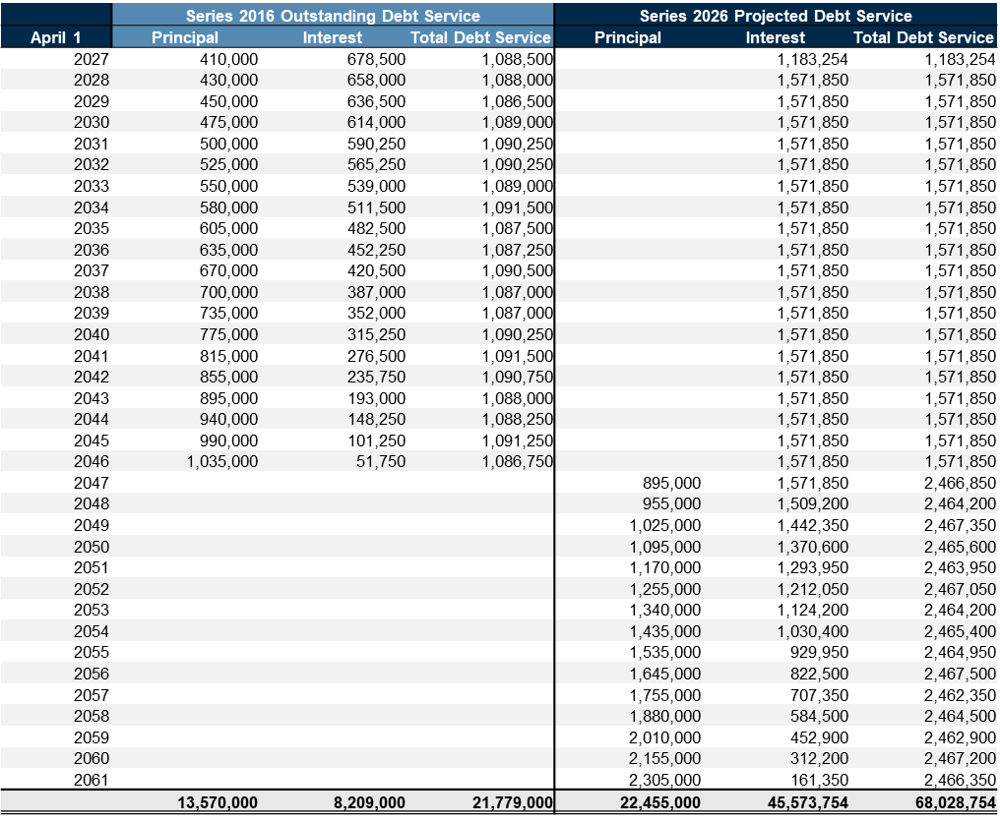 Series 2016 Outstanding Debt Service Series 2026 Projected Debt Service
April 1 Principal Interest Total Debt Service Principal Interest Total Debt Service
2027 410,000 678,500 1,088,500 1,183,254 1,183,254
2028 430,000 658,000 1,088,000 1,571,850 1,571,850
2029 450,000 636,500 1,086,500 1,571,850 1,571,850
2030 475,000 614,000 1,089,000 1,571,850 1,571,850
2031 500,000 590,250 1,090,250 1,571,850 1,571,850
2032 525,000 565,250 1,090,250 1,571,850 1,571,850
2033 550,000 539,000 1,089,000 1,571,850 1,571,850
2034 580,000 511,500 1,091,500 1,571,850 1,571,850
2035 605,000 482,500 1,087,500 1,571,850 1,571,850
2036 635,000 452,250 1,087,250 1,571,850 1,571,850
2037 670,000 420,500 1,090,500 1,571,850 1,571,850
2038 700,000 387,000 1,087,000 1,571,850 1,571,850
2039 735,000 352,000 1,087,000 1,571,850 1,571,850
2040 775,000 315,250 1,090,250 1,571,850 1,571,850
2041 815,000 276,500 1,091,500 1,571,850 1,571,850
2042 855,000 235,750 1,090,750 1,571,850 1,571,850
2043 895,000 193,000 1,088,000 1,571,850 1,571,850
2044 940,000 148,250 1,088,250 1,571,850 1,571,850
2045 990,000 101,250 1,091,250 1,571,850 1,571,850
2046 1,035,000 51,750 1,086,750 1,571,850 1,571,850
2047 895,000 1,571,850 2,466,850
2048 955,000 1,509,200 2,464,200
2049 1,025,000 1,442,350 2,467,350
2050 1,095,000 1,370,600 2,465,600
2051 1,170,000 1,293,950 2,463,950
2052 1,255,000 1,212,050 2,467,050
2053 1,340,000 1,124,200 2,464,200
2054 1,435,000 1,030,400 2,465,400
2055 1,535,000 929,950 2,464,950
2056 1,645,000 822,500 2,467,500
2057 1,755,000 707,350 2,462,350
2058 1,880,000 584,500 2,464,500
2059 2,010,000 452,900 2,462,900
2060 2,155,000 312,200 2,467,200
2061 2,305,000 161,350 2,466,350
13,570,000 8,209,000 21,779,000 22,455,000 45,573,754 68,028,754